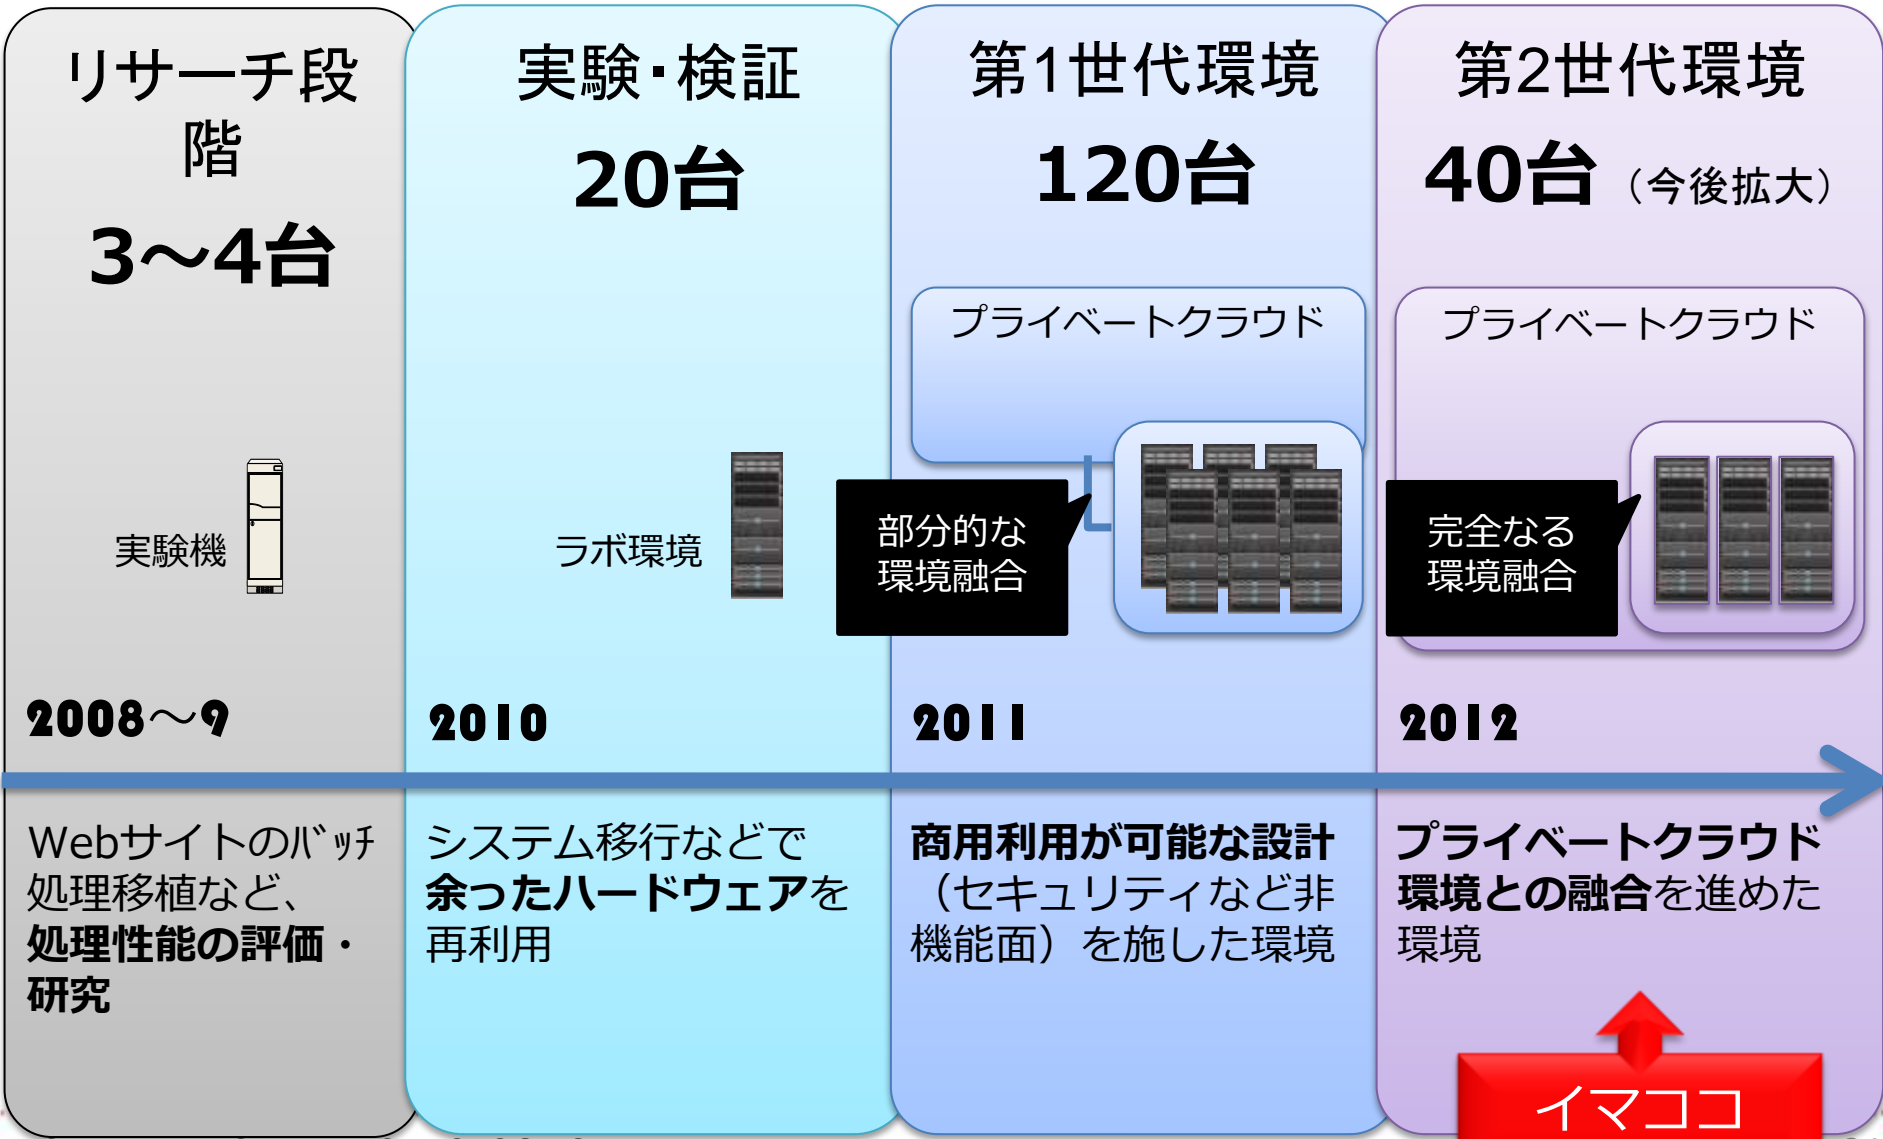 リサーチ段
階
3～4台
実験機
2008～9
Webサイトのﾊﾞｯﾁ
処理移植など、
処理性能の評価・
研究
実験・検証
20台
ラボ環境
2010
システム移行などで
余ったハードウェアを
再利用
第1世代環境
120台
プライベートクラウド
部分的な
環境融合
2011
商用利用が可能な設計
（セキュリティなど非
機能面）を施した環境
第2世代環境
40台（今後拡大）
プライベートクラウド
完全なる
環境融合
2012
プライベートクラウド
環境との融合を進めた
環境
イマココ